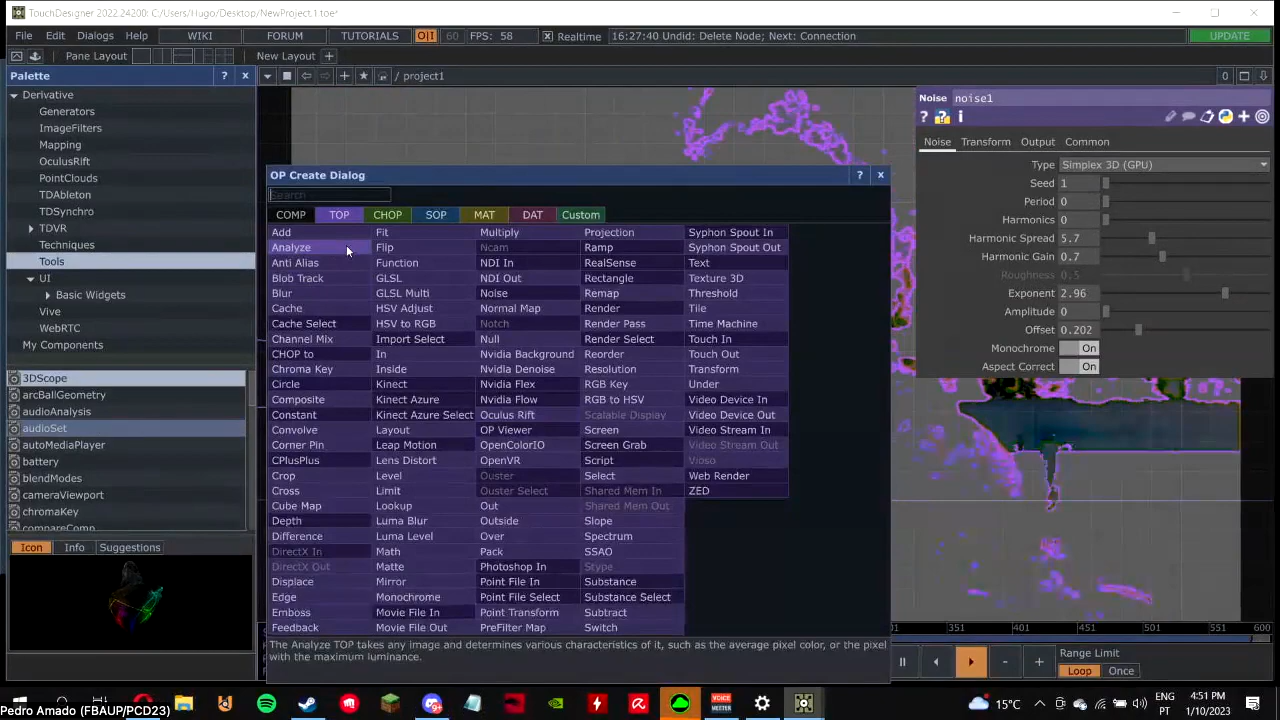 TouchDesigner 2022.24200: C:/Users/Hugo/Desktop/NewProject.1.toe*
File Edit Dialogs Help WIKI FORUM TUTORIALS O|I 60 FPS: 58 Realtime 16:27:40 Undid: Delete Node; Next: Connection UPDATE
Pane Layout New Layout +
Palette ? x / project1 0
Derivative
Generators
ImageFilters
Mapping
OculusRift
PointClouds
TDAbleton
TDSynchro
TDVR
Techniques
Tools
UI
Basic Widgets
Vive
WebRTC
My Components
3DScope
arcBallGeometry
audioAnalysis
audioSet
autoMediaPlayer
battery
blendModes
cameraViewport
chromaKey
compareComp
Icon Info Suggestions
OP Create Dialog ? x
Search
COMP TOP CHOP SOP MAT DAT Custom
Add Fit Multiply Projection Syphon Spout In
Analyze Flip Ncam Ramp Syphon Spout Out
Anti Alias Function NDI In RealSense Text
Blob Track GLSL NDI Out Rectangle Texture 3D
Blur GLSL Multi Noise Remap Threshold
Cache HSV Adjust Normal Map Render Tile
Cache Select HSV to RGB Notch Render Pass Time Machine
Channel Mix Import Select Null Render Select Touch In
CHOP to In Nvidia Background Reorder Touch Out
Chroma Key Inside Nvidia Denoise Resolution Transform
Circle Kinect Nvidia Flex RGB Key Under
Composite Kinect Azure Nvidia Flow RGB to HSV Video Device In
Constant Kinect Azure Select Oculus Rift Scalable Display Video Device Out
Convolve Layout OP Viewer Screen Video Stream In
Corner Pin Leap Motion OpenColorIO Screen Grab Video Stream Out
CPlusPlus Lens Distort OpenVR Script Vioso
Crop Level Ouster Select Web Render
Cross Limit Ouster Select Shared Mem In ZED
Cube Map Lookup Out Shared Mem Out
Depth Luma Blur Outside Slope
Difference Luma Level Over Spectrum
DirectX In Math Pack SSAO
DirectX Out Matte Photoshop In Stype
Displace Mirror Point File In Substance
Edge Monochrome Point File Select Substance Select
Emboss Movie File In Point Transform Subtract
Feedback Movie File Out PreFilter Map Switch
The Analyze TOP takes any image and determines various characteristics of it, such as the average pixel color, or the pixel
with the maximum luminance.
Noise noise1
? ? i
Noise Transform Output Common
Type Simplex 3D (GPU)
Seed 1
Period 0
Harmonics 0
Harmonic Spread 5.7
Harmonic Gain 0.7
Roughness 0.5
Exponent 2.96
Amplitude 0
Offset 0.202
Monochrome On
Aspect Correct On
351 401 451 501 551 600
Range Limit
Loop Once
Pedro Amado (FBAUP/PCD23)
VOICE MEETER
15°C
ENG
PT
4:51 PM
1/10/2023